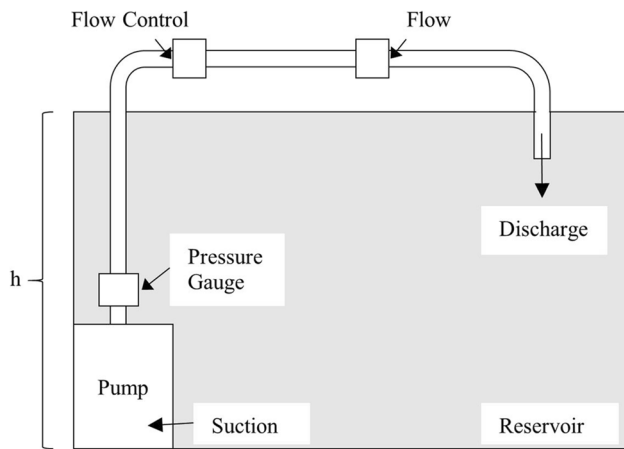 Flow Control
Flow
Discharge
Pressure
Gauge
h
Pump
Suction
Reservoir